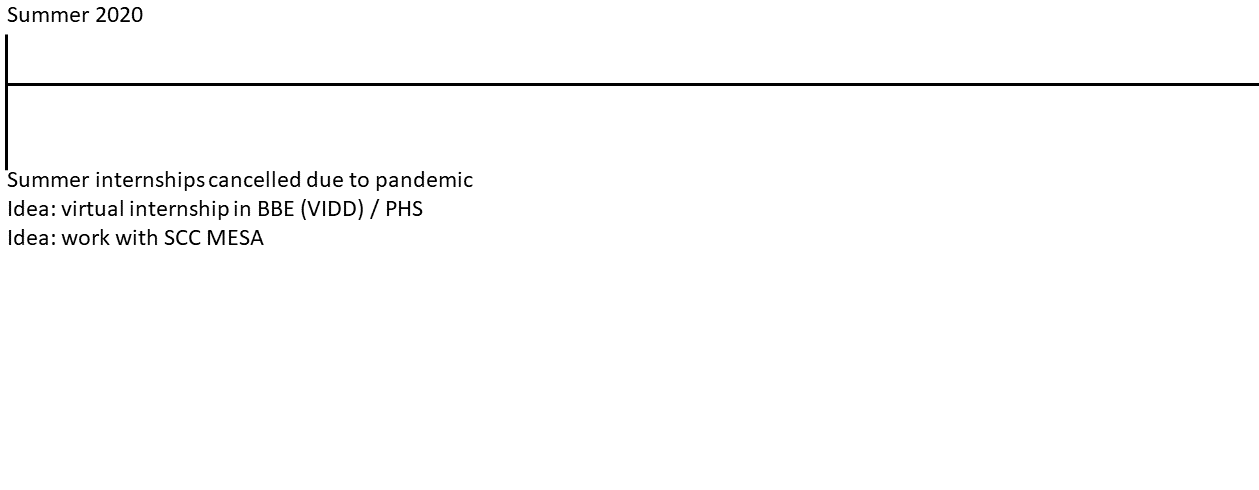 Summer 2020
Summer internships cancelled due to pandemic
Idea: virtual internship in BBE (VIDD) / PHS
Idea: work with SCC MESA